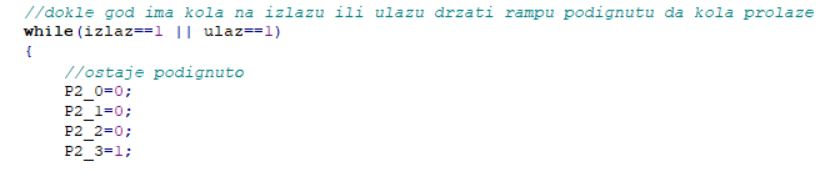 //dokle god ima kola na izlazu ili ulazu drzati rampu podignutu da kola prolaze
while(izlaz==1 || ulaz==1)
{
//ostaje podignuto
P2_0=0;
P2_1=0;
P2_2=0;
P2_3=1;